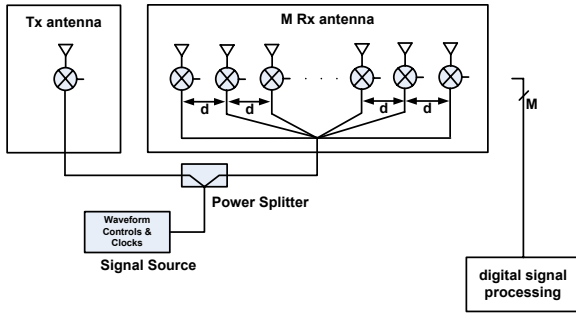 Tx antenna
M Rx antenna
. . .
d d d d
M
Power Splitter
Waveform
Controls &
Clocks
Signal Source
digital signal
processing